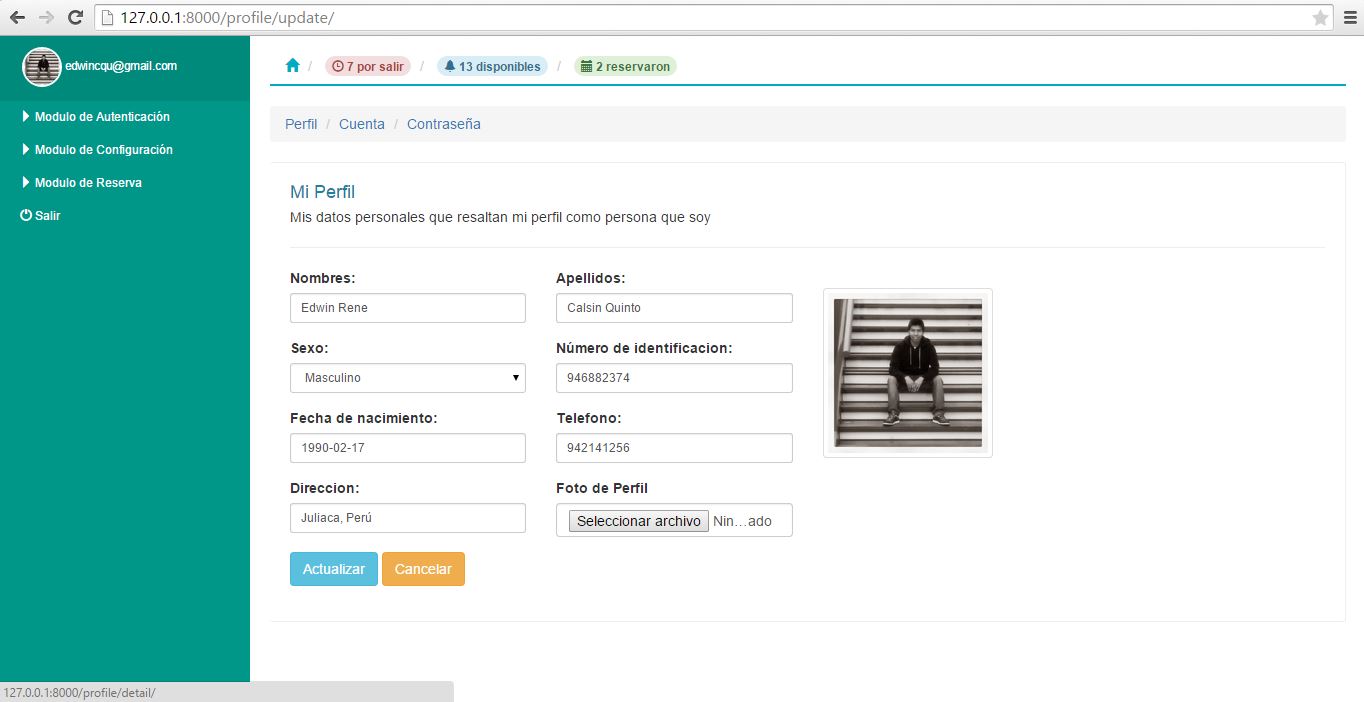 127.0.0.1:8000/profile/update/
edwincqu@gmail.com
Modulo de Autenticación
Modulo de Configuración
Modulo de Reserva
Salir
/ 7 por salir / 13 disponibles / 2 reservaron
Perfil / Cuenta / Contraseña
Mi Perfil
Mis datos personales que resaltan mi perfil como persona que soy
Nombres: Apellidos:
Edwin Rene Calsin Quinto
Sexo: Número de identificacion:
Masculino 946882374
Fecha de nacimiento: Telefono:
1990-02-17 942141256
Direccion: Foto de Perfil
Juliaca, Perú Seleccionar archivo Nin...ado
Actualizar Cancelar
127.0.0.1:8000/profile/detail/